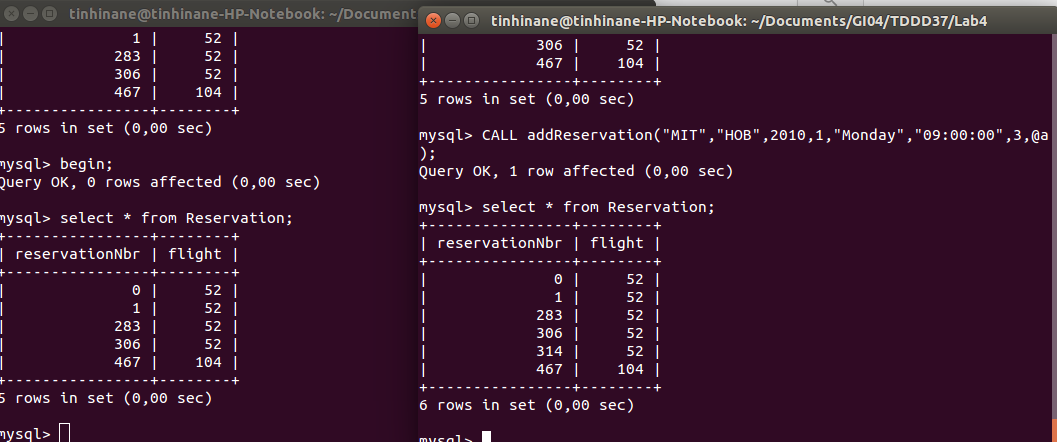 tinhinane@tinhinane-HP-Notebook: ~/Document
| 1 | 52 |
| 283 | 52 |
| 306 | 52 |
| 467 | 104 |
+----------------+--------+
5 rows in set (0,00 sec)
mysql> begin;
Query OK, 0 rows affected (0,00 sec)
mysql> select * from Reservation;
+----------------+--------+
| reservationNbr | flight |
+----------------+--------+
| 0 | 52 |
| 1 | 52 |
| 283 | 52 |
| 306 | 52 |
| 467 | 104 |
+----------------+--------+
5 rows in set (0,00 sec)
mysql>
tinhinane@tinhinane-HP-Notebook: ~/Documents/GI04/TDDD37/Lab4
| 306 | 52 |
| 467 | 104 |
+----------------+--------+
5 rows in set (0,00 sec)
mysql> CALL addReservation("MIT","HOB",2010,1,"Monday","09:00:00",3,@a
);
Query OK, 1 row affected (0,00 sec)
mysql> select * from Reservation;
+----------------+--------+
| reservationNbr | flight |
+----------------+--------+
| 0 | 52 |
| 1 | 52 |
| 283 | 52 |
| 306 | 52 |
| 314 | 52 |
| 467 | 104 |
+----------------+--------+
6 rows in set (0,00 sec)
mysql>